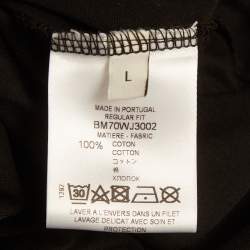 L
MADE IN PORTUGAL
REGULAR FIT
BM70WJ3002
MATIERE - FABRIC
100% COTON
COTTON
コットン
棉
ХЛОПОК
1282
30
LAVER A L'ENVERS DANS UN FILET
LAVAGE DELICAT AVEC SOIN ET
PROTECTION